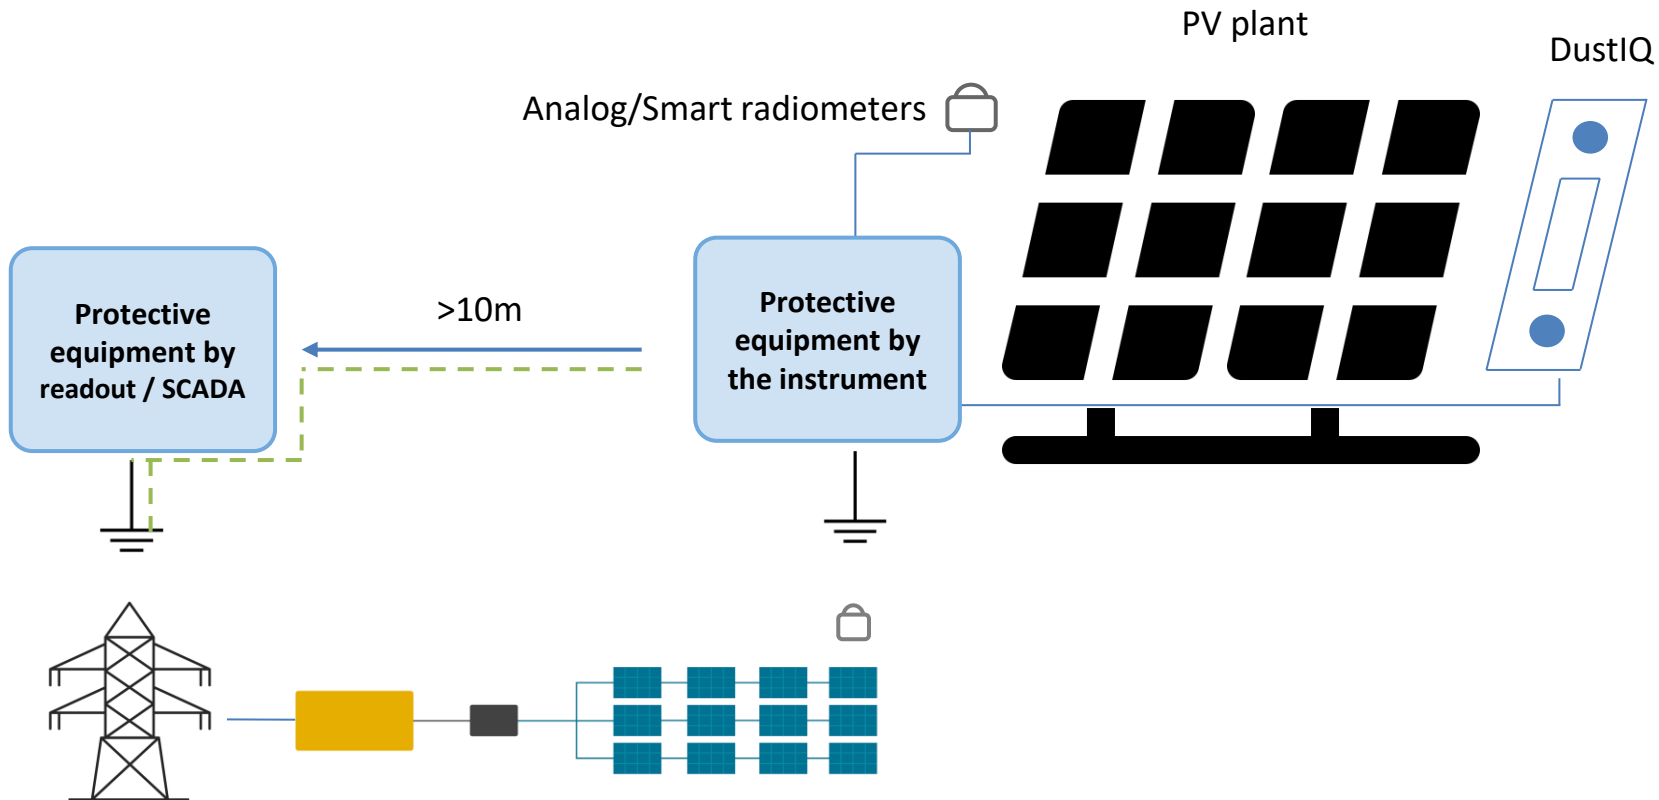 PV plant
DustIQ
Analog/Smart radiometers
Protective
equipment by
readout / SCADA
>10m
Protective
equipment by
the instrument